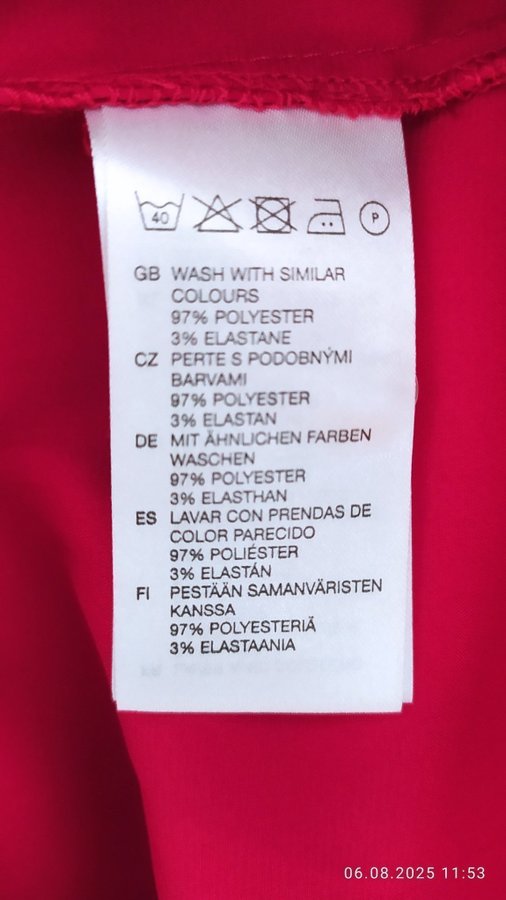 40
P
GB WASH WITH SIMILAR
COLOURS
97% POLYESTER
3% ELASTANE
CZ PERTE S PODOBNÝMI
BARVAMI
97% POLYESTER
3% ELASTAN
DE MIT ÄHNLICHEN FARBEN
WASCHEN
97% POLYESTER
3% ELASTHAN
ES LAVAR CON PRENDAS DE
COLOR PARECIDO
97% POLIÉSTER
3% ELASTÁN
FI PESTÄÄN SAMANVÄRISTEN
KANSSA
97% POLYESTERIÄ
3% ELASTAANIA
06.08.2025 11:53